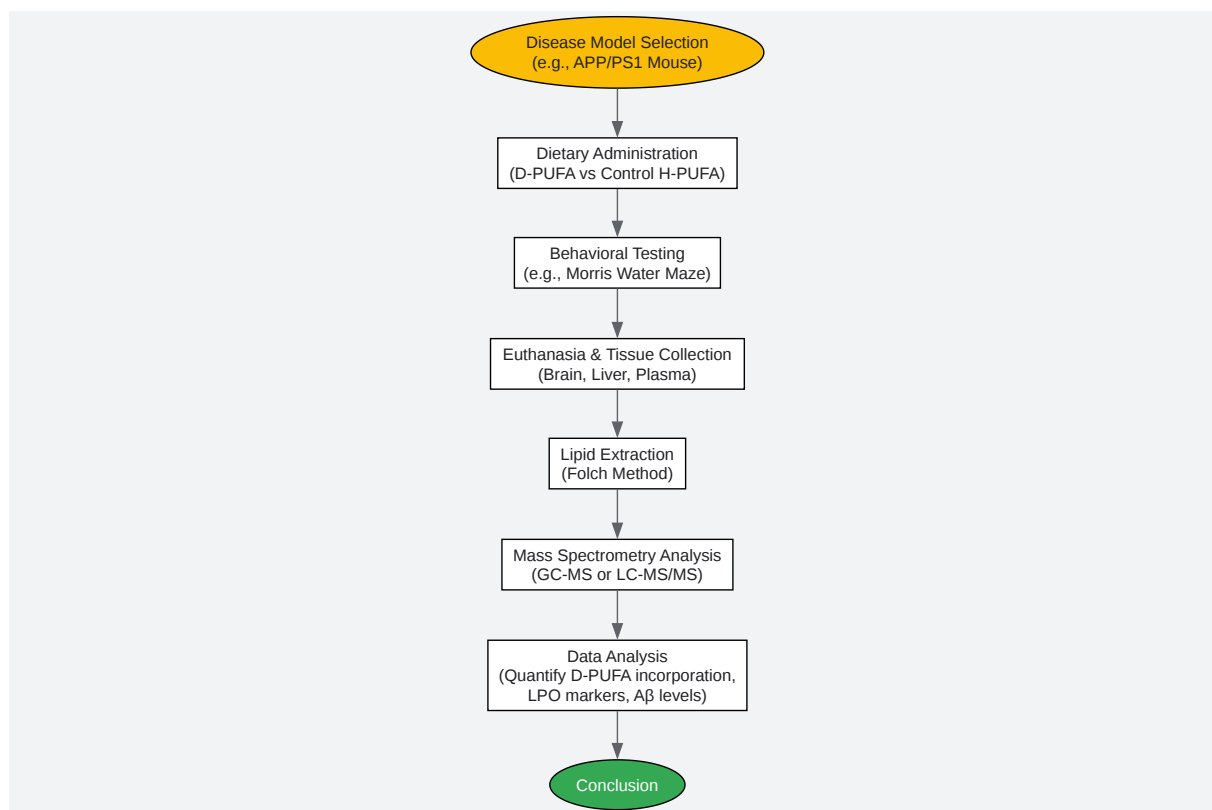 Disease Model Selection
(e.g., APP/PS1 Mouse)
Dietary Administration
(D-PUFA vs Control H-PUFA)
Behavioral Testing
(e.g., Morris Water Maze)
Euthanasia & Tissue Collection
(Brain, Liver, Plasma)
Lipid Extraction
(Folch Method)
Mass Spectrometry Analysis
(GC-MS or LC-MS/MS)
Data Analysis
(Quantify D-PUFA incorporation,
LPO markers, Aβ levels)
Conclusion